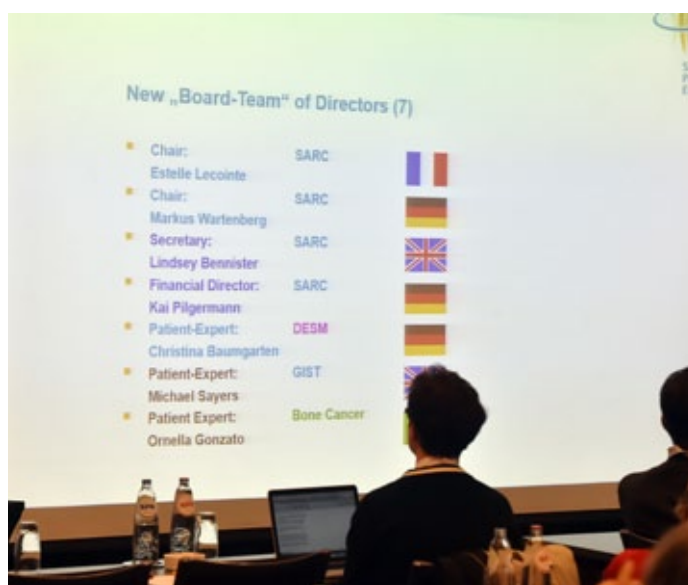 New „Board-Team“ of Directors (7)
Chair: SARC
Estelle Lecointe
Chair: SARC
Markus Wartenberg
Secretary: SARC
Lindsey Bennister
Financial Director: SARC
Kai Pilgermann
Patient-Expert: DESM
Christina Baumgarten
Patient-Expert: GIST
Michael Sayers
Patient Expert: Bone Cancer
Ornella Gonzato